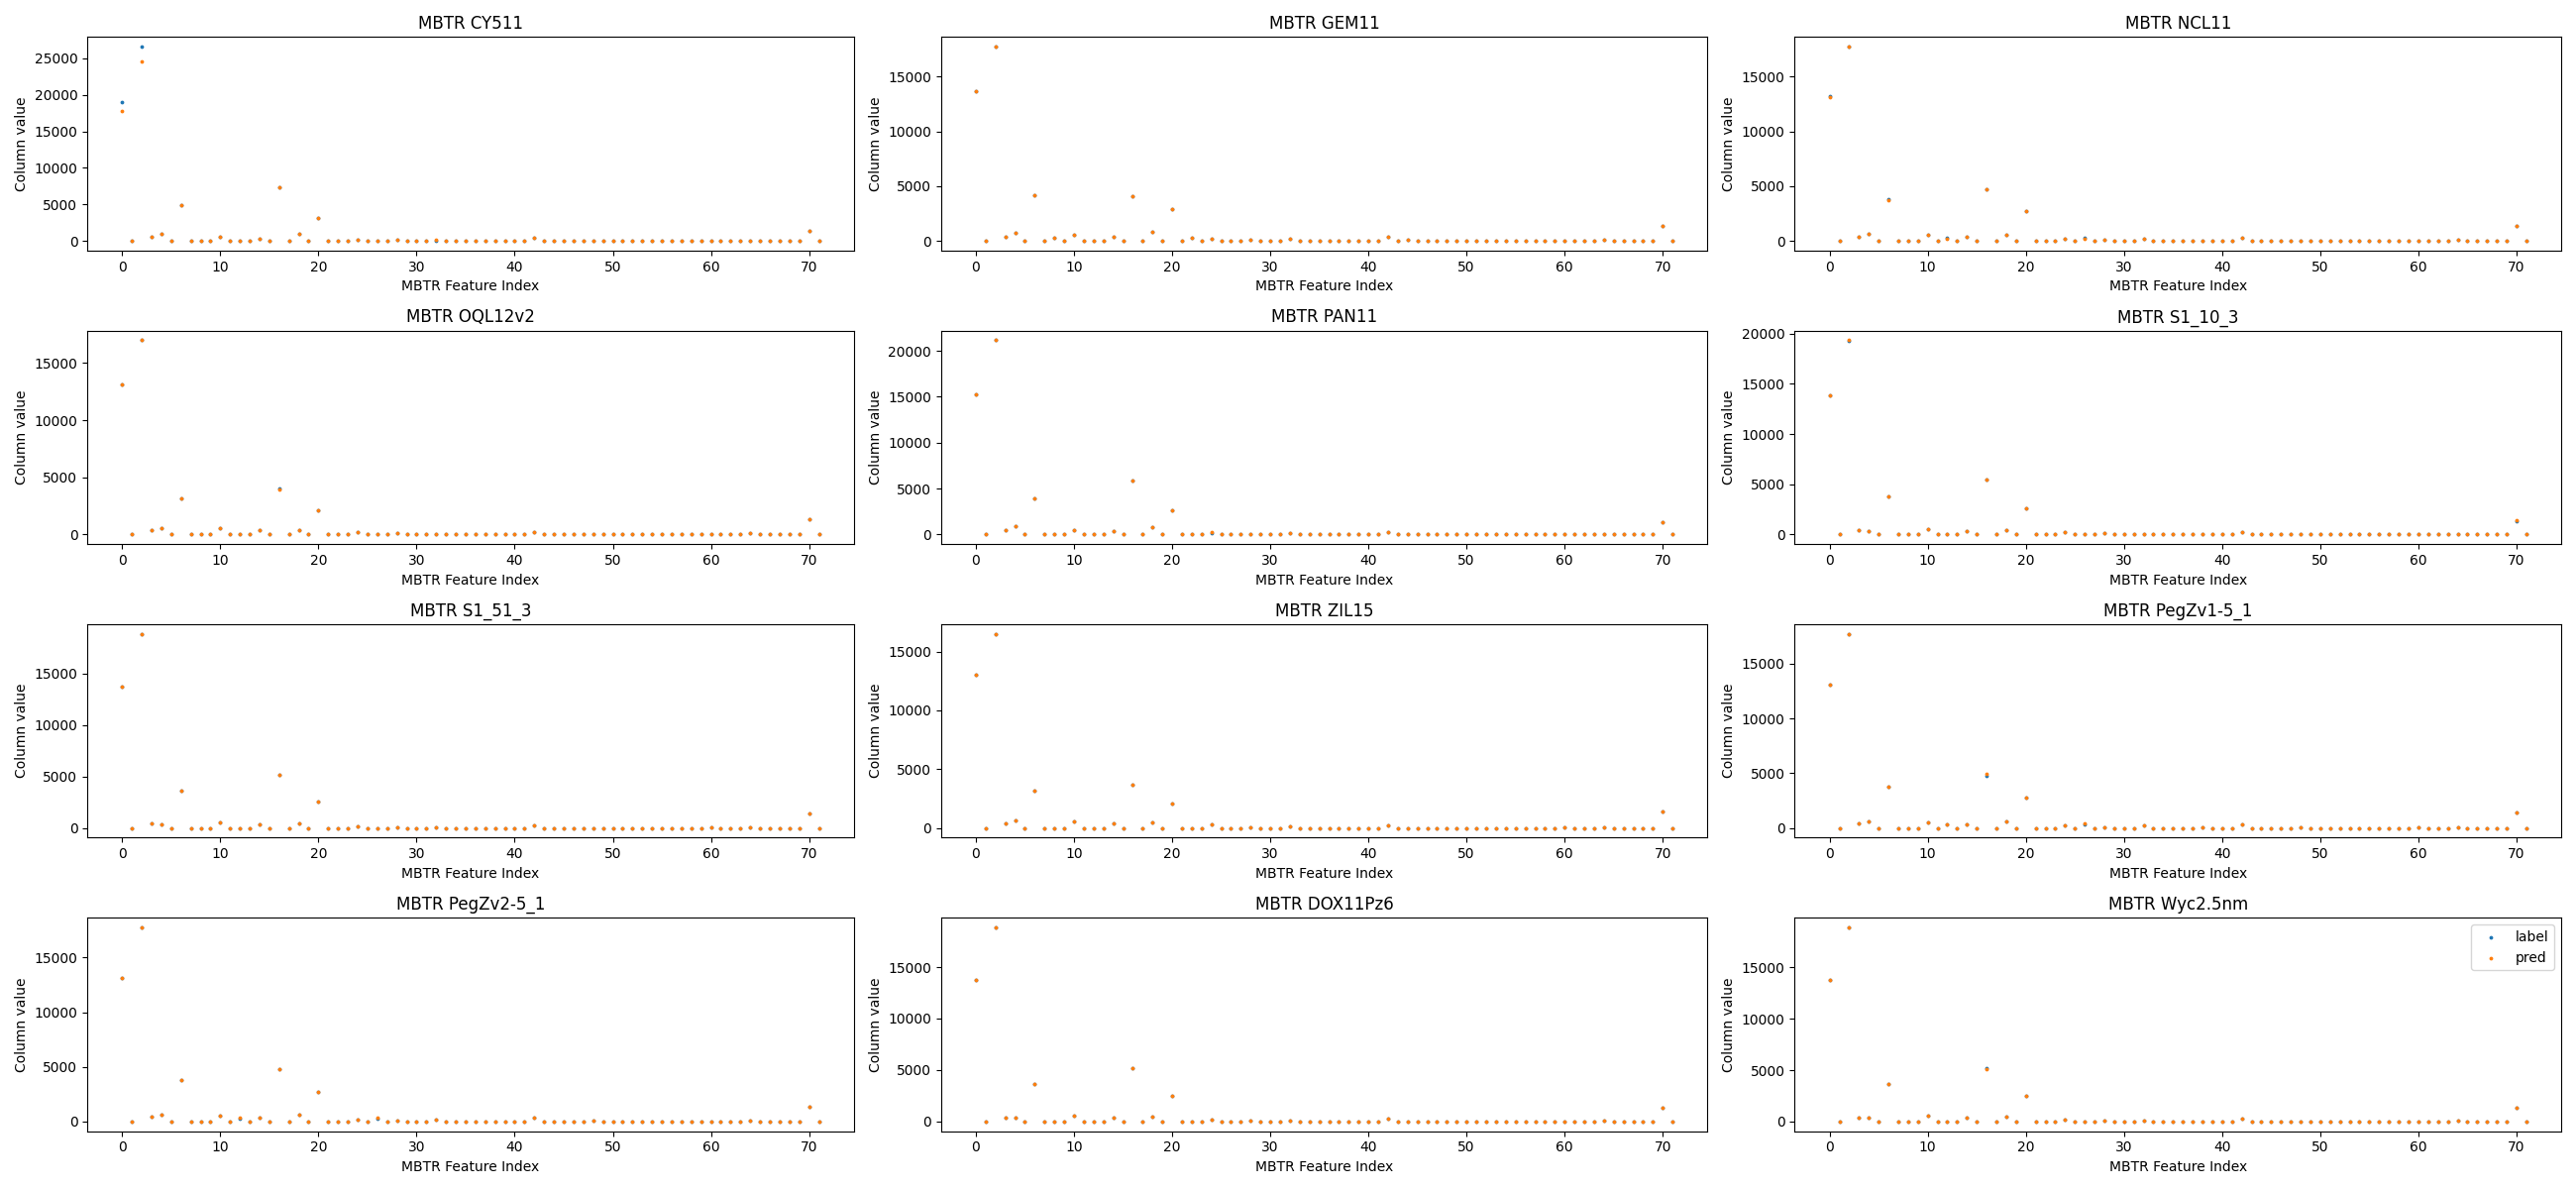 MBTR CY511
Column value
25000
20000
15000
10000
5000
0
0 10 20 30 40 50 60 70
MBTR Feature Index
MBTR GEM11
Column value
15000
10000
5000
0
0 10 20 30 40 50 60 70
MBTR Feature Index
MBTR NCL11
Column value
15000
10000
5000
0
0 10 20 30 40 50 60 70
MBTR Feature Index
MBTR OQL12v2
Column value
15000
10000
5000
0
0 10 20 30 40 50 60 70
MBTR Feature Index
MBTR PAN11
Column value
20000
15000
10000
5000
0
0 10 20 30 40 50 60 70
MBTR Feature Index
MBTR S1_10_3
Column value
20000
15000
10000
5000
0
0 10 20 30 40 50 60 70
MBTR Feature Index
MBTR S1_51_3
Column value
15000
10000
5000
0
0 10 20 30 40 50 60 70
MBTR Feature Index
MBTR ZIL15
Column value
15000
10000
5000
0
0 10 20 30 40 50 60 70
MBTR Feature Index
MBTR PegZv1-5_1
Column value
15000
10000
5000
0
0 10 20 30 40 50 60 70
MBTR Feature Index
MBTR PegZv2-5_1
Column value
15000
10000
5000
0
0 10 20 30 40 50 60 70
MBTR Feature Index
MBTR DOX11Pz6
Column value
15000
10000
5000
0
0 10 20 30 40 50 60 70
MBTR Feature Index
MBTR Wyc2.5nm
Column value
15000
10000
5000
0
0 10 20 30 40 50 60 70
MBTR Feature Index
label
pred